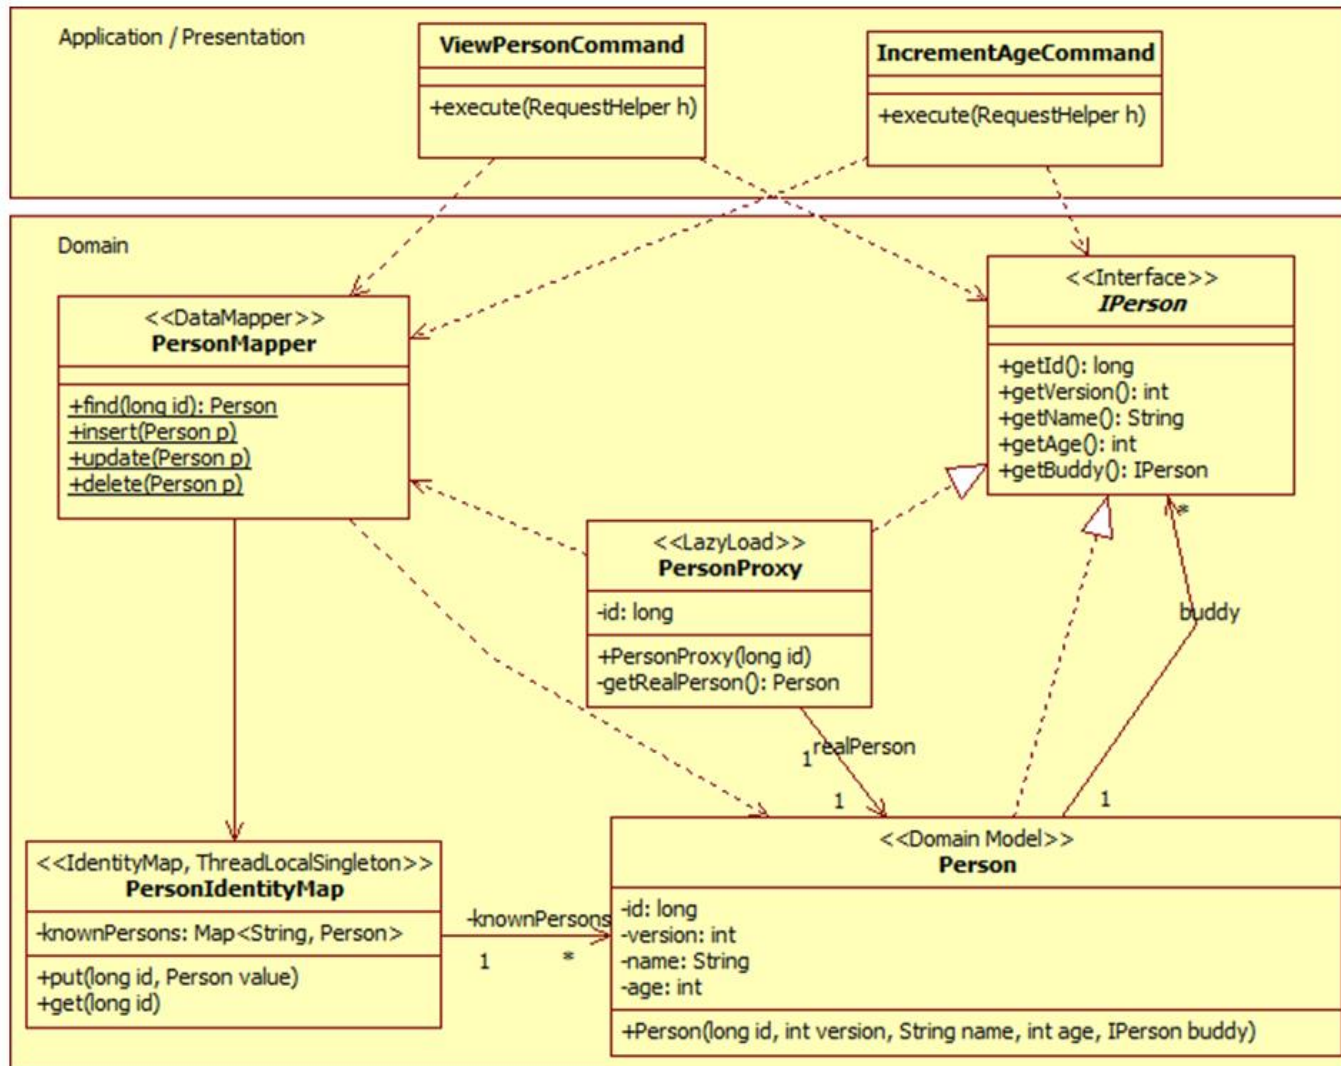 Application / Presentation
ViewPersonCommand
+execute(RequestHelper h)
IncrementAgeCommand
+execute(RequestHelper h)
Domain
<<DataMapper>>
PersonMapper
+find(long id): Person
+insert(Person p)
+update(Person p)
+delete(Person p)
<<Interface>>
IPerson
+getId(): long
+getVersion(): int
+getName(): String
+getAge(): int
+getBuddy(): IPerson
<<LazyLoad>>
PersonProxy
-id: long
+PersonProxy(long id)
-getRealPerson(): Person
*
buddy
1
1
realPerson
1
<<IdentityMap, ThreadLocalSingleton>>
PersonIdentityMap
-knownPersons: Map<String, Person>
+put(long id, Person value)
+get(long id)
-knownPersons
1
*
<<Domain Model>>
Person
-id: long
-version: int
-name: String
-age: int
+Person(long id, int version, String name, int age, IPerson buddy)